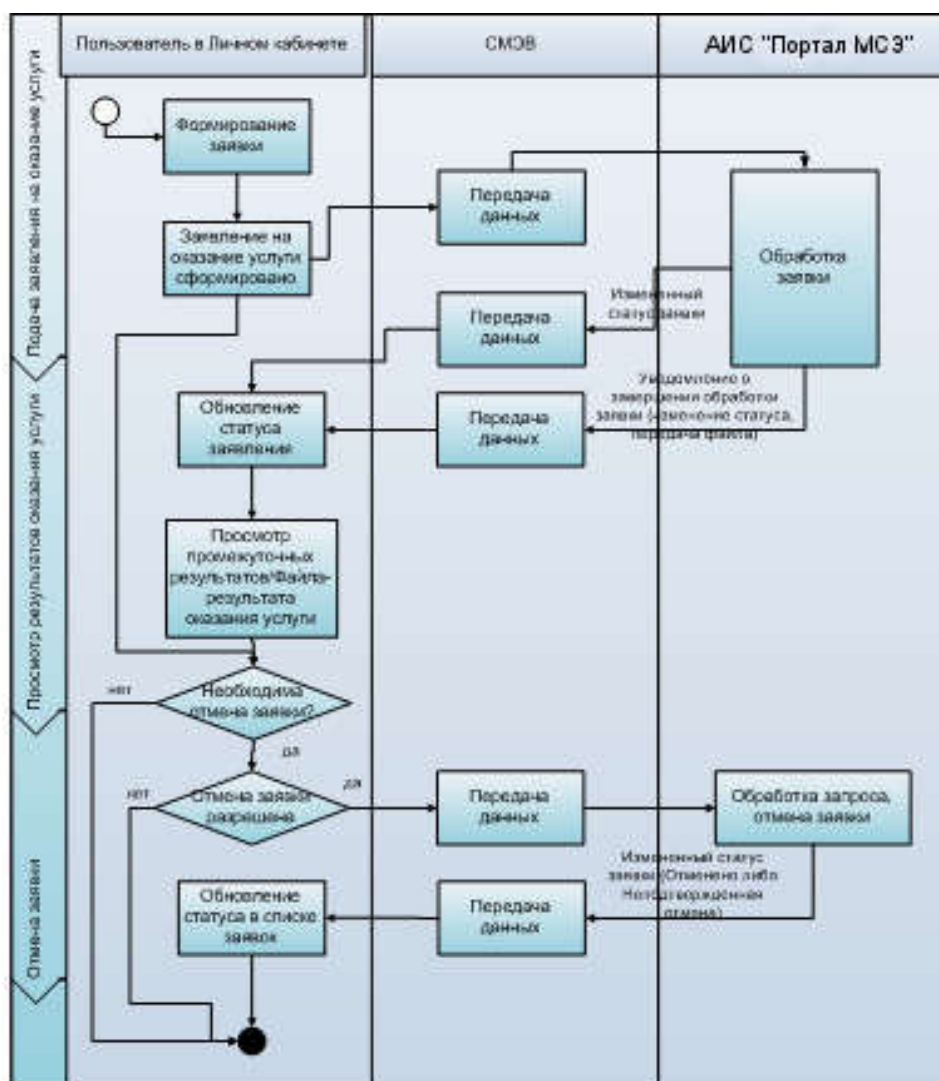 Пользователь в Личном кабинете
СМЭВ
АИС "Портал МСЭ"
Подача заявления на оказание услуги
Формирование
заявки
Заявление на
оказание услуги
сформировано
Передача
данных
Обработка
заявки
Измененный
статус заявки
Передача
данных
Просмотр результатов оказания услуги
Обновление
статуса
заявления
Передача
данных
Уведомление о
завершении обработки
заявки (изменение статуса,
передача файла)
Просмотр
промежуточных
результатов/Файла-
результата
оказания услуги
нет
Необходима
отмена заявки?
да
Отмена заявки
нет
Отмена заявки
разрешена
да
Передача
данных
Обработка запроса,
отмена заявки
Измененный статус
заявки (Отменено либо
Неподтвержденная
отмена)
Обновление
статуса в списке
заявок
Передача
данных